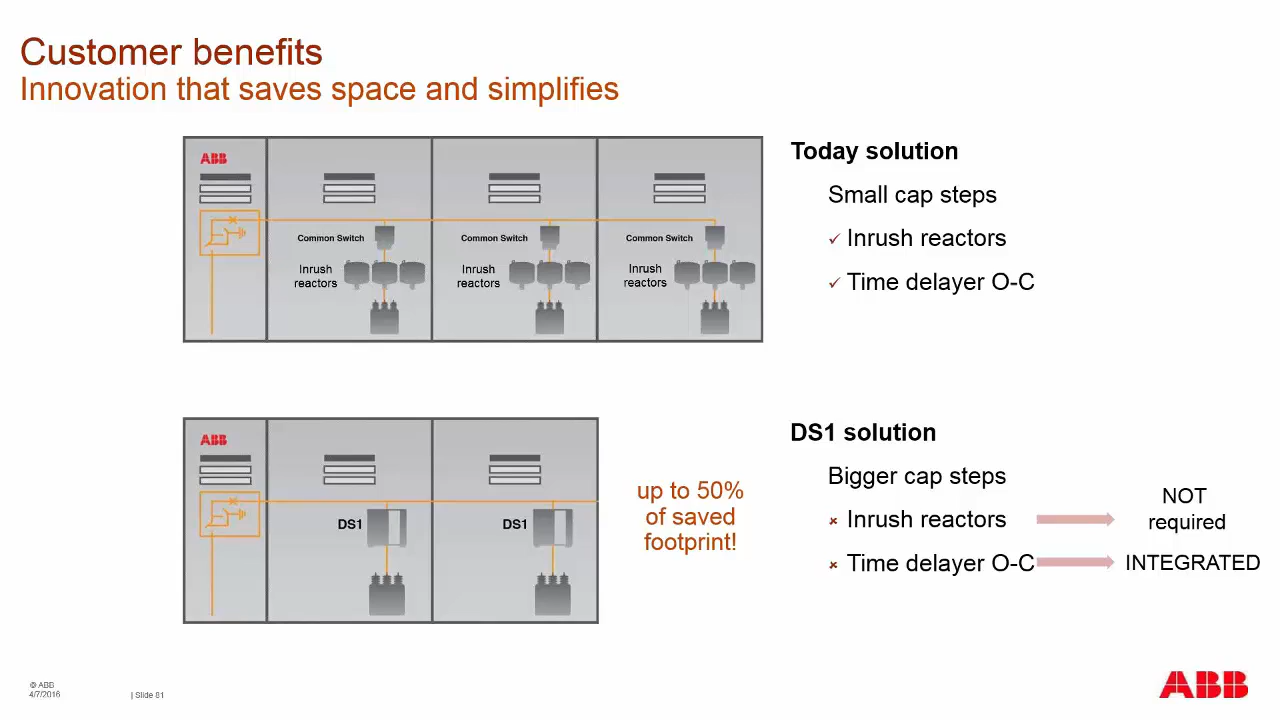 Customer benefits
Innovation that saves space and simplifies
ABB
Common Switch
Common Switch
Common Switch
Inrush
reactors
Inrush
reactors
Inrush
reactors
Today solution
Small cap steps
✓ Inrush reactors
✓ Time delayer O-C
ABB
DS1
DS1
up to 50%
of saved
footprint!
DS1 solution
Bigger cap steps
× Inrush reactors
NOT
required
× Time delayer O-C
INTEGRATED
© ABB
4/7/2016
| Slide 81
ABB